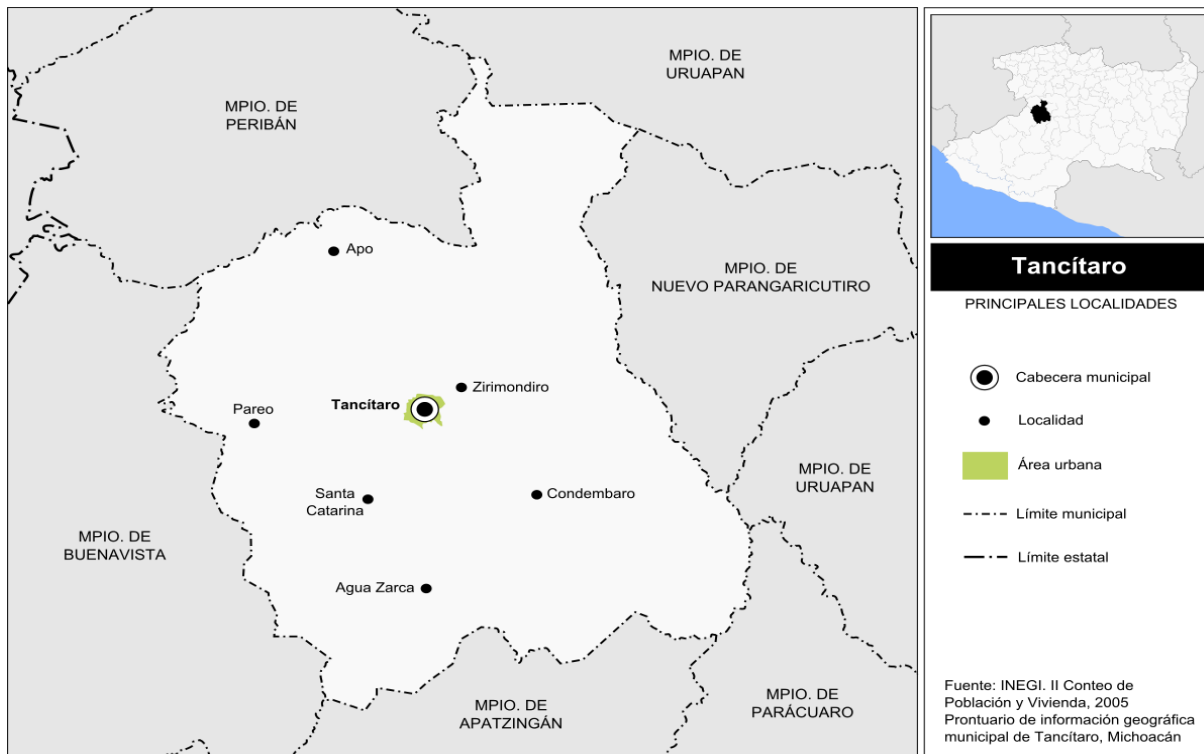 MPIO. DE
URUAPAN
MPIO. DE
PERIBÁN
Apo
MPIO. DE
NUEVO PARANGARICUTIRO
Zirimondiro
Tancítaro
Pareo
MPIO. DE
URUAPAN
Santa
Catarina
Condembaro
MPIO. DE
BUENAVISTA
Agua Zarca
MPIO. DE
APATZINGÁN
MPIO. DE
PARÁCUARO
Tancítaro
PRINCIPALES LOCALIDADES
Cabecera municipal
Localidad
Área urbana
Límite municipal
Límite estatal
Fuente: INEGI. II Conteo de
Población y Vivienda, 2005
Prontuario de información geográfica
municipal de Tancítaro, Michoacán